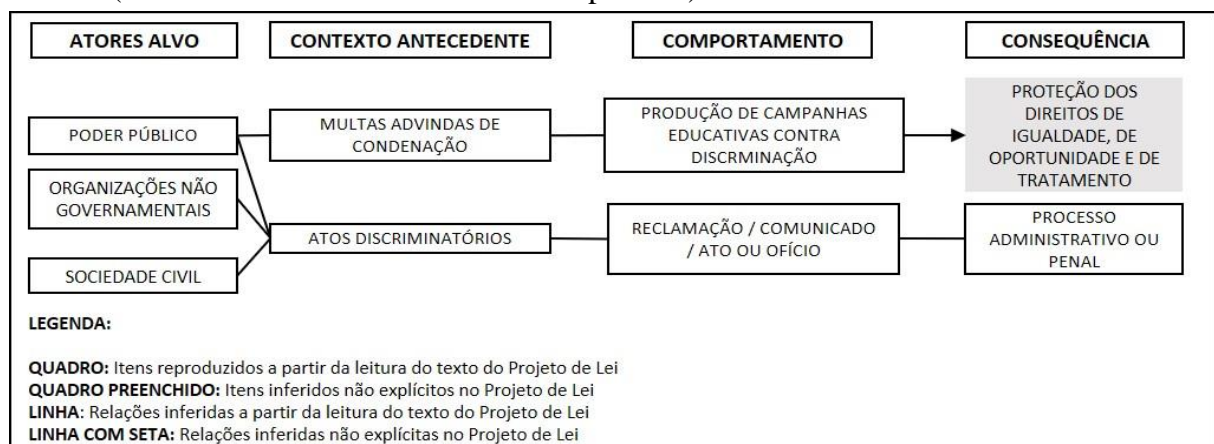 ATORES ALVO
CONTEXTO ANTECEDENTE
COMPORTAMENTO
CONSEQUÊNCIA
PODER PÚBLICO
ORGANIZAÇÕES NÃO
GOVERNAMENTAIS
SOCIEDADE CIVIL
MULTAS ADVINDAS DE
CONDENAÇÃO
ATOS DISCRIMINATÓRIOS
PRODUÇÃO DE CAMPANHAS
EDUCATIVAS CONTRA
DISCRMINAÇÃO
RECLAMAÇÃO / COMUNICADO
/ ATO OU OFÍCIO
PROTEÇÃO DOS
DIREITOS DE
IGUALDADE, DE
OPORTUNIDADE E DE
TRATAMENTO
PROCESSO
ADMINISTRATIVO OU
PENAL
LEGENDA:
QUADRO: Itens reproduzidos a partir da leitura do texto do Projeto de Lei
QUADRO PREENCHIDO: Itens inferidos não explícitos no Projeto de Lei
LINHA: Relações inferidas a partir da leitura do texto do Projeto de Lei
LINHA COM SETA: Relações inferidas não explícitas no Projeto de Lei